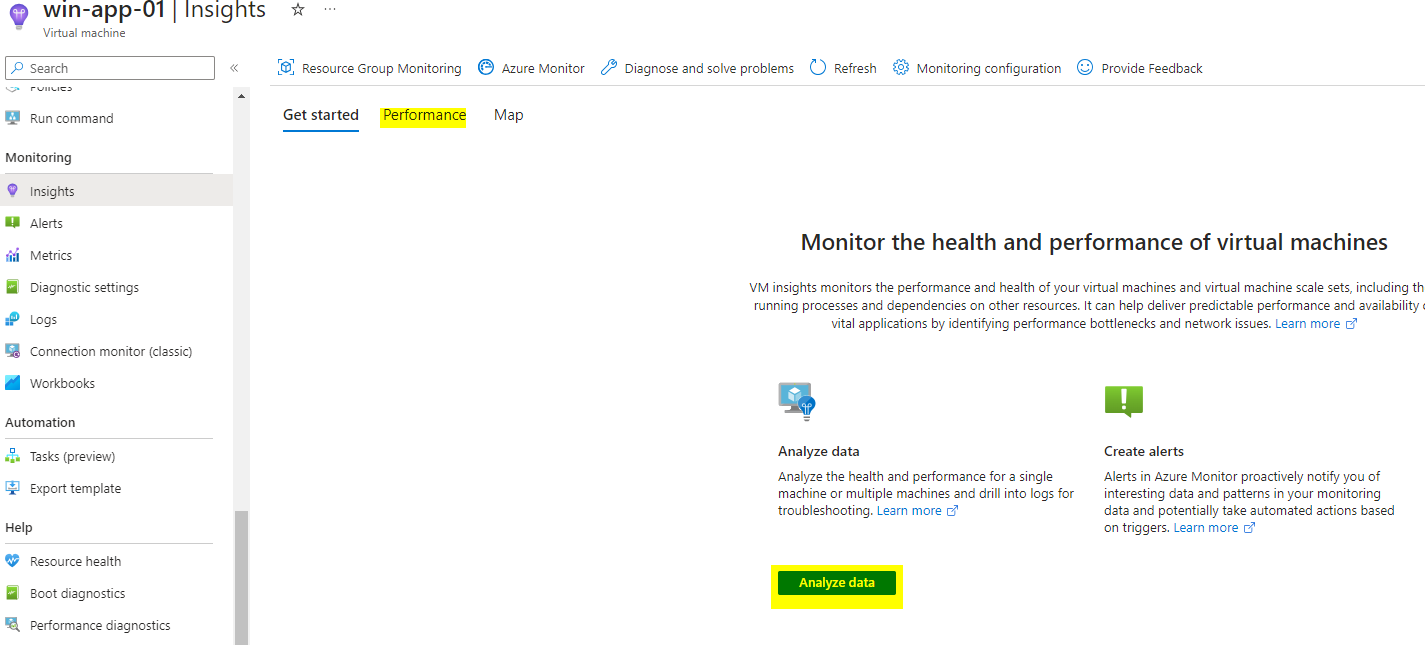 win-app-01 | Insights
Virtual machine
Search
Policies
Run command
Monitoring
Insights
Alerts
Metrics
Diagnostic settings
Logs
Connection monitor (classic)
Workbooks
Automation
Tasks (preview)
Export template
Help
Resource health
Boot diagnostics
Performance diagnostics
Resource Group Monitoring Azure Monitor Diagnose and solve problems Refresh Monitoring configuration Provide Feedback
Get started Performance Map
Monitor the health and performance of virtual machines
VM insights monitors the performance and health of your virtual machines and virtual machine scale sets, including
running processes and dependencies on other resources. It can help deliver predictable performance and availability
vital applications by identifying performance bottlenecks and network issues. Learn more
Analyze data
Analyze the health and performance for a single
machine or multiple machines and drill into logs for
troubleshooting. Learn more
Analyze data
Create alerts
Alerts in Azure Monitor proactively notify you of
interesting data and patterns in your monitoring
data and potentially take automated actions based
on triggers. Learn more